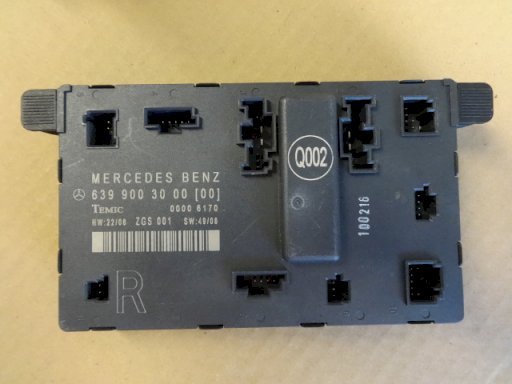 MERCEDES BENZ
639 900 30 00 [00]
TEMIC 0000 6170
HW:22/08 ZGS 001 SW:49/08
R
Q002
100216